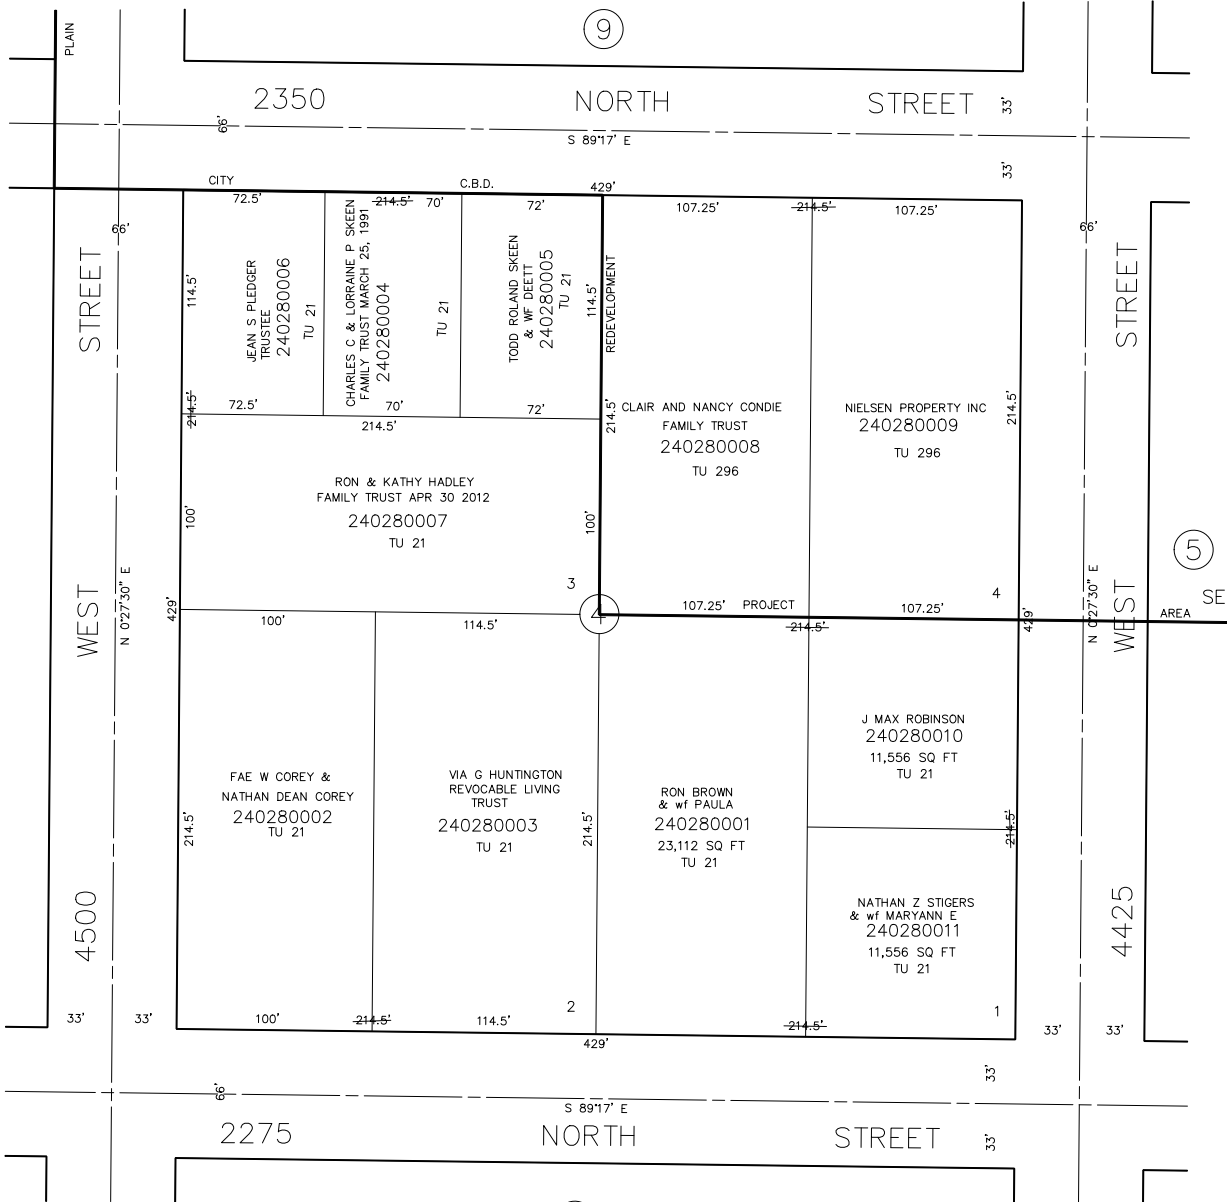 9
PLAIN
2350 NORTH STREET
33'
66'
S 89°17' E
33'
CITY
C.B.D.
429'
72.5'
214.5'
70'
72'
107.25'
214.5'
107.25'
66'
66'
STREET
STREET
114.5'
JEAN S PLEDGER
TRUSTEE
240280006
TU 21
CHARLES C & LORRAINE P SKEEN
FAMILY TRUST MARCH 25, 1991
240280004
TU 21
TODD ROLAND SKEEN
& WF DEETT
240280005
TU 21
114.5'
REDEVELOPMENT
214.5'
72.5'
70'
72'
214.5'
214.5'
CLAIR AND NANCY CONDIE
FAMILY TRUST
240280008
TU 296
NIELSEN PROPERTY INC
240280009
TU 296
214.5'
RON & KATHY HADLEY
FAMILY TRUST APR 30 2012
240280007
TU 21
100'
100'
5
SE
3
4
4
WEST
N 0°27'30" E
429'
100'
114.5'
107.25'
PROJECT
107.25'
214.5'
429'
N 0°27'30" E
WEST
AREA
J MAX ROBINSON
240280010
11,556 SQ FT
TU 21
FAE W COREY &
NATHAN DEAN COREY
240280002
TU 21
214.5'
VIA G HUNTINGTON
REVOCABLE LIVING
TRUST
240280003
TU 21
214.5'
RON BROWN
& wf PAULA
240280001
23,112 SQ FT
TU 21
214.5'
NATHAN Z STIGERS
& wf MARYANN E
240280011
11,556 SQ FT
TU 21
4500
4425
33'
33'
100'
214.5'
114.5'
2
214.5'
1
33'
33'
429'
33'
66'
S 89°17' E
2275 NORTH STREET
33'